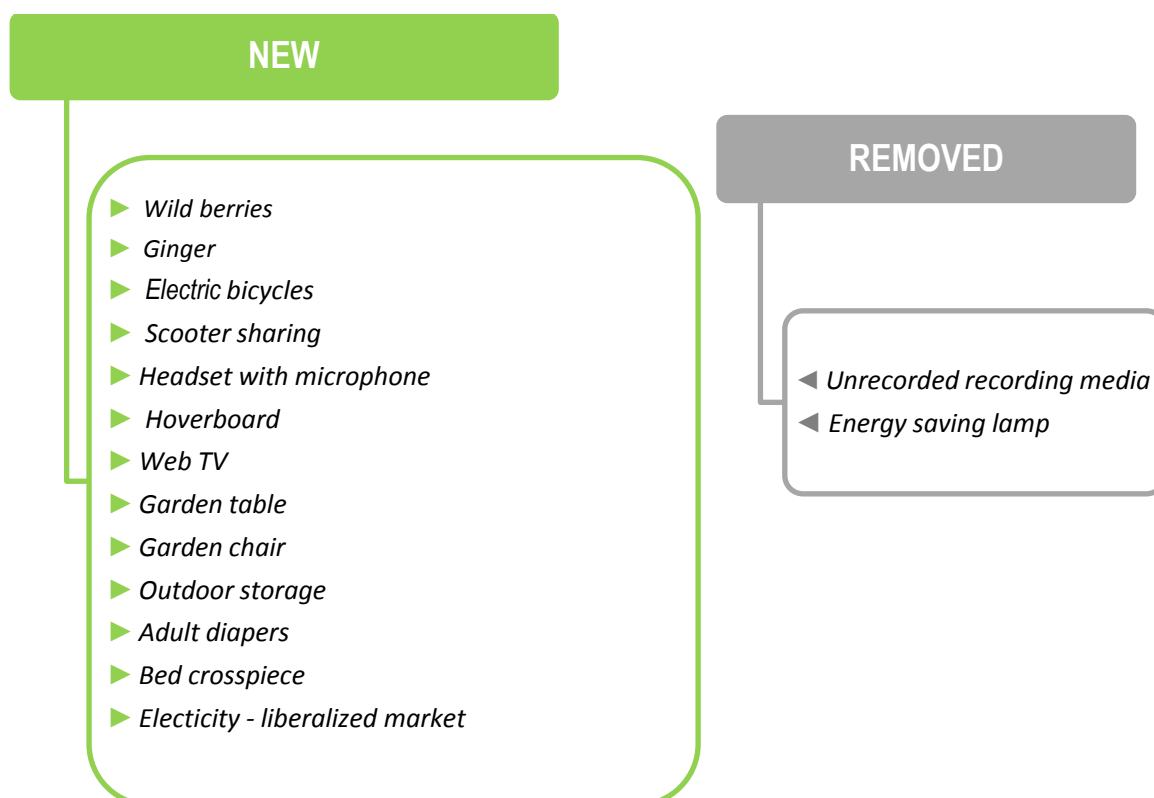 NEW
Wild berries
Ginger
Electric bicycles
Scooter sharing
Headset with microphone
Hoverboard
Web TV
Garden table
Garden chair
Outdoor storage
Adult diapers
Bed crosspiece
Electicity - liberalized market
REMOVED
Unrecorded recording media
Energy saving lamp